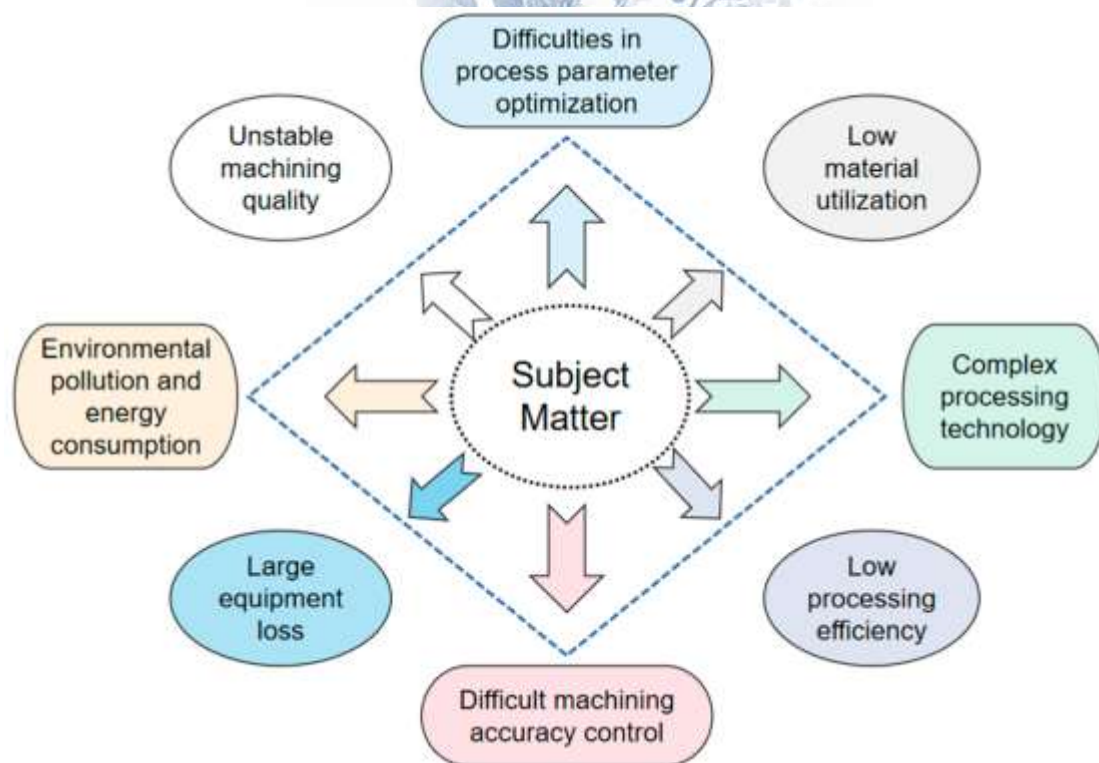 Difficulties in
process parameter
optimization
Unstable
machining
quality
Low
material
utilization
Environmental
pollution and
energy
consumption
Subject
Matter
Complex
processing
technology
Large
equipment
loss
Low
processing
efficiency
Difficult machining
accuracy control